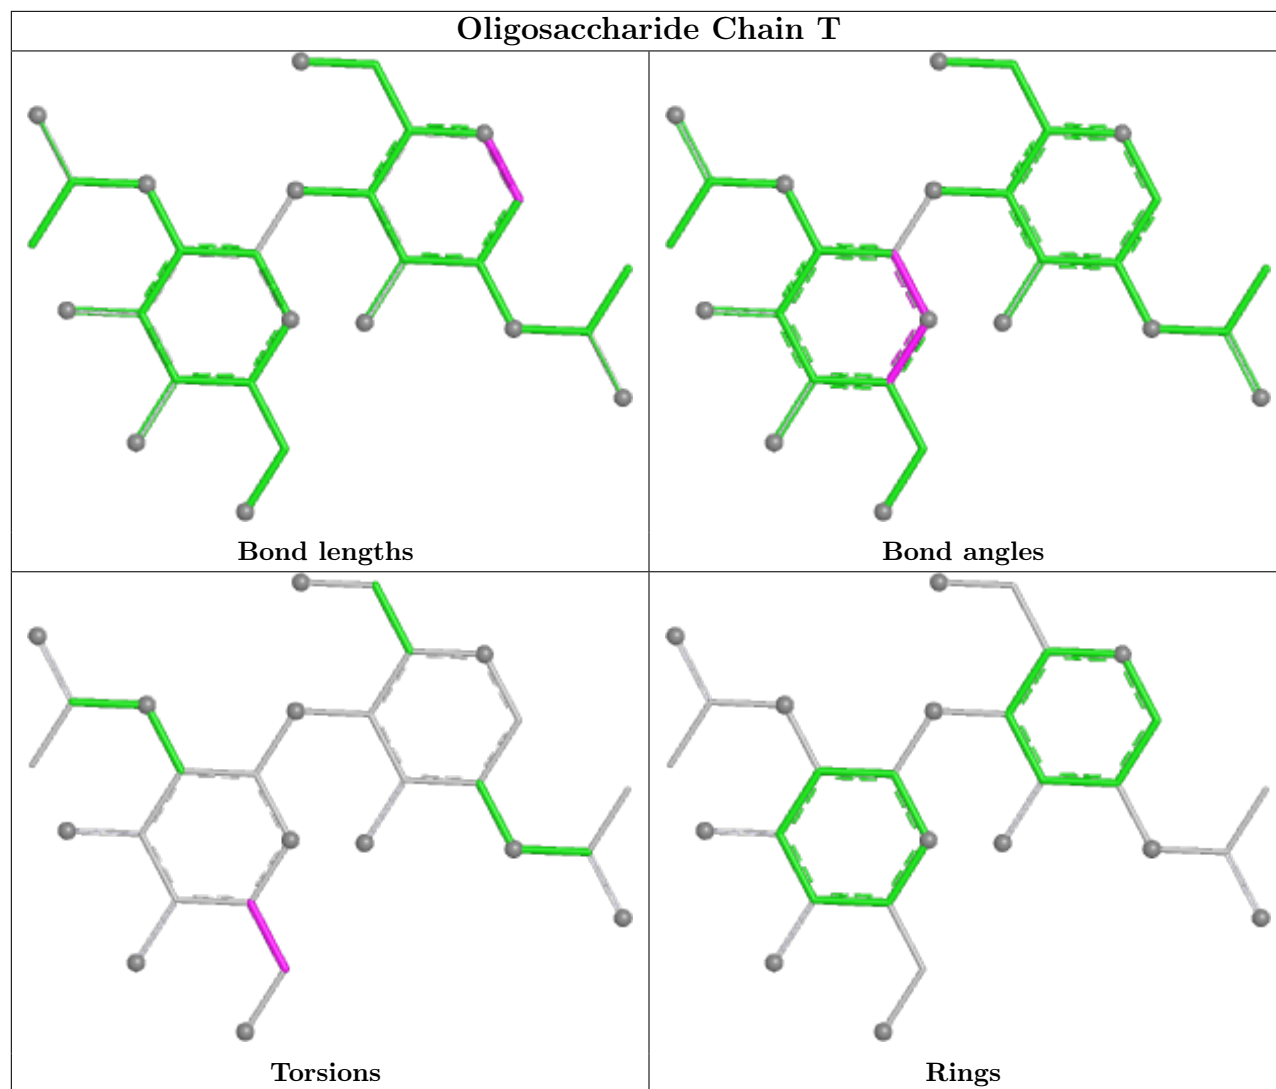 Oligosaccharide Chain T
Bond lengths
Bond angles
Torsions
Rings